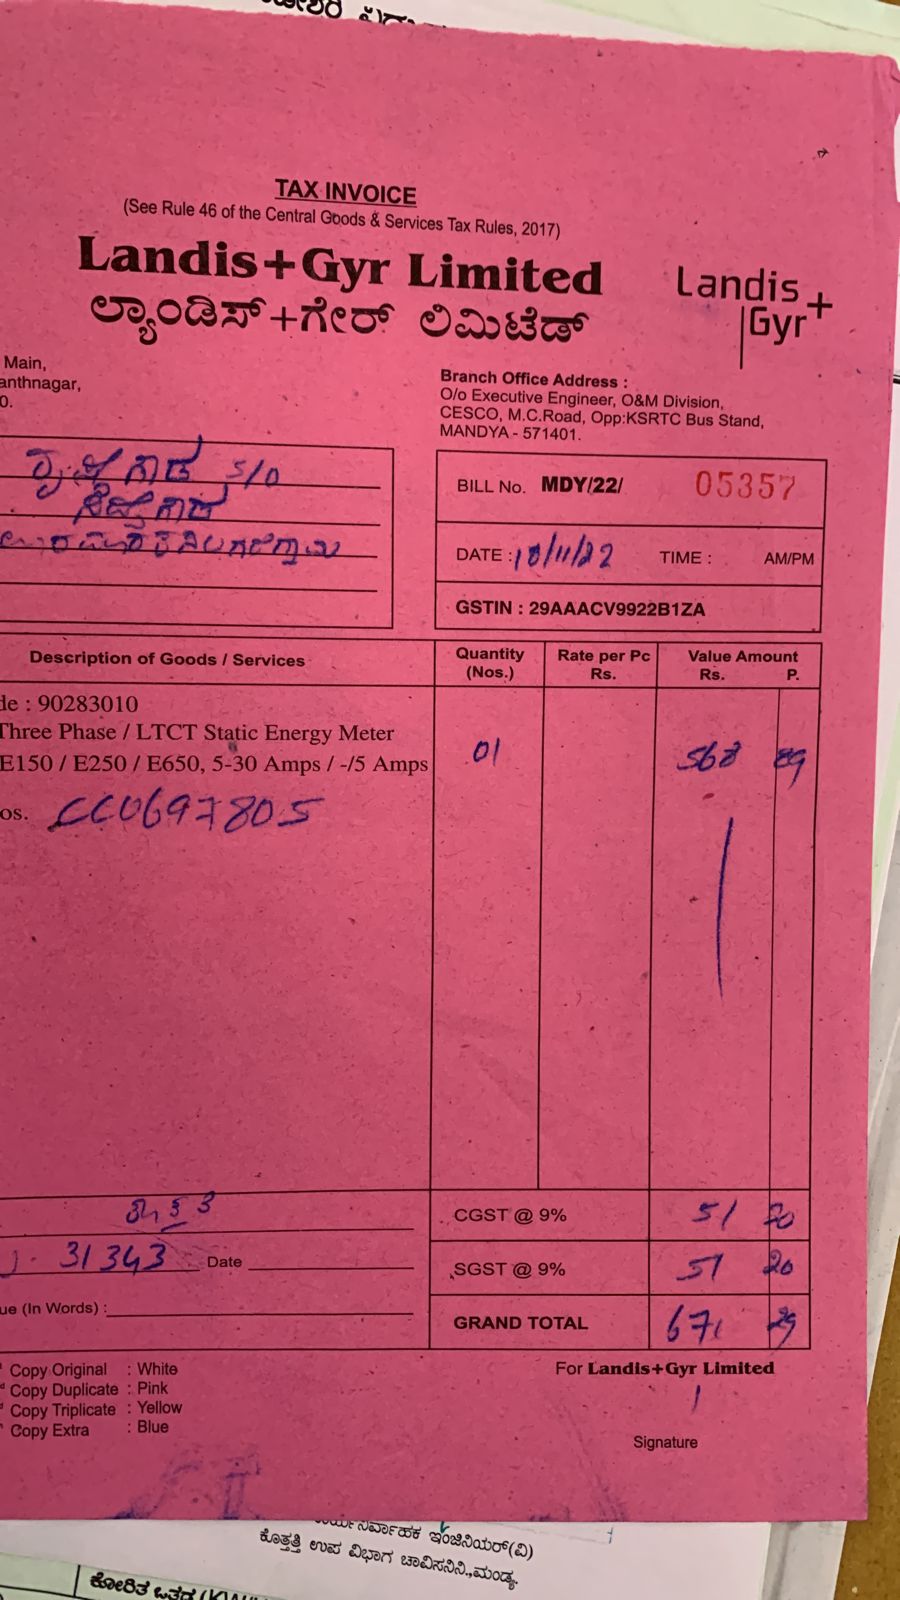 TAX INVOICE
(See Rule 46 of the Central Goods & Services Tax Rules, 2017)
Landis+Gyr Limited
Landis+Gyr+
ಲ್ಯಾಂಡಿಸ್+ಗೇರ್ ಲಿಮಿಟೆಡ್
Main,
anthnagar,
0.
Branch Office Address :
O/o Executive Engineer, O&M Division,
CESCO, M.C.Road, Opp:KSRTC Bus Stand,
MANDYA - 571401.
S/O
BILL No. MDY/22/ 05357
DATE : 18/11/22 TIME : AM/PM
GSTIN : 29AAACV9922B1ZA
Description of Goods / Services Quantity (Nos.) Rate per Pc Rs. Value Amount Rs. P.
de : 90283010
Three Phase / LTCT Static Energy Meter
E150 / E250 / E650, 5-30 Amps / -/5 Amps 01 568 89
os. CC0697805
CGST @ 9% 51 20
31343 Date
SGST @ 9% 51 20
ue (In Words) :
GRAND TOTAL 671 29
Copy Original : White
Copy Duplicate : Pink
Copy Triplicate : Yellow
Copy Extra : Blue
For Landis+Gyr Limited
Signature
ಕೊತ್ತತ್ತಿ ಉಪ ವಿಭಾಗ ಚಾವಿಸನಿನಿ.,ಮಂಡ್ಯ.